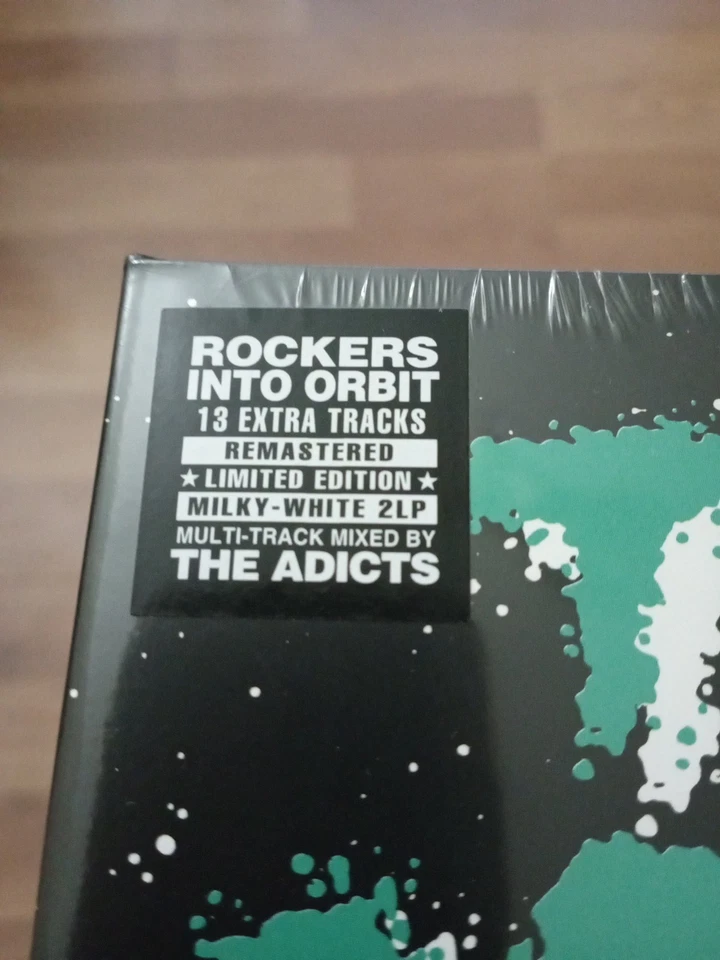 ROCKERS
INTO ORBIT
13 EXTRA TRACKS
REMASTERED
★ LIMITED EDITION ★
MILKY-WHITE 2LP
MULTI-TRACK MIXED BY
THE ADICTS